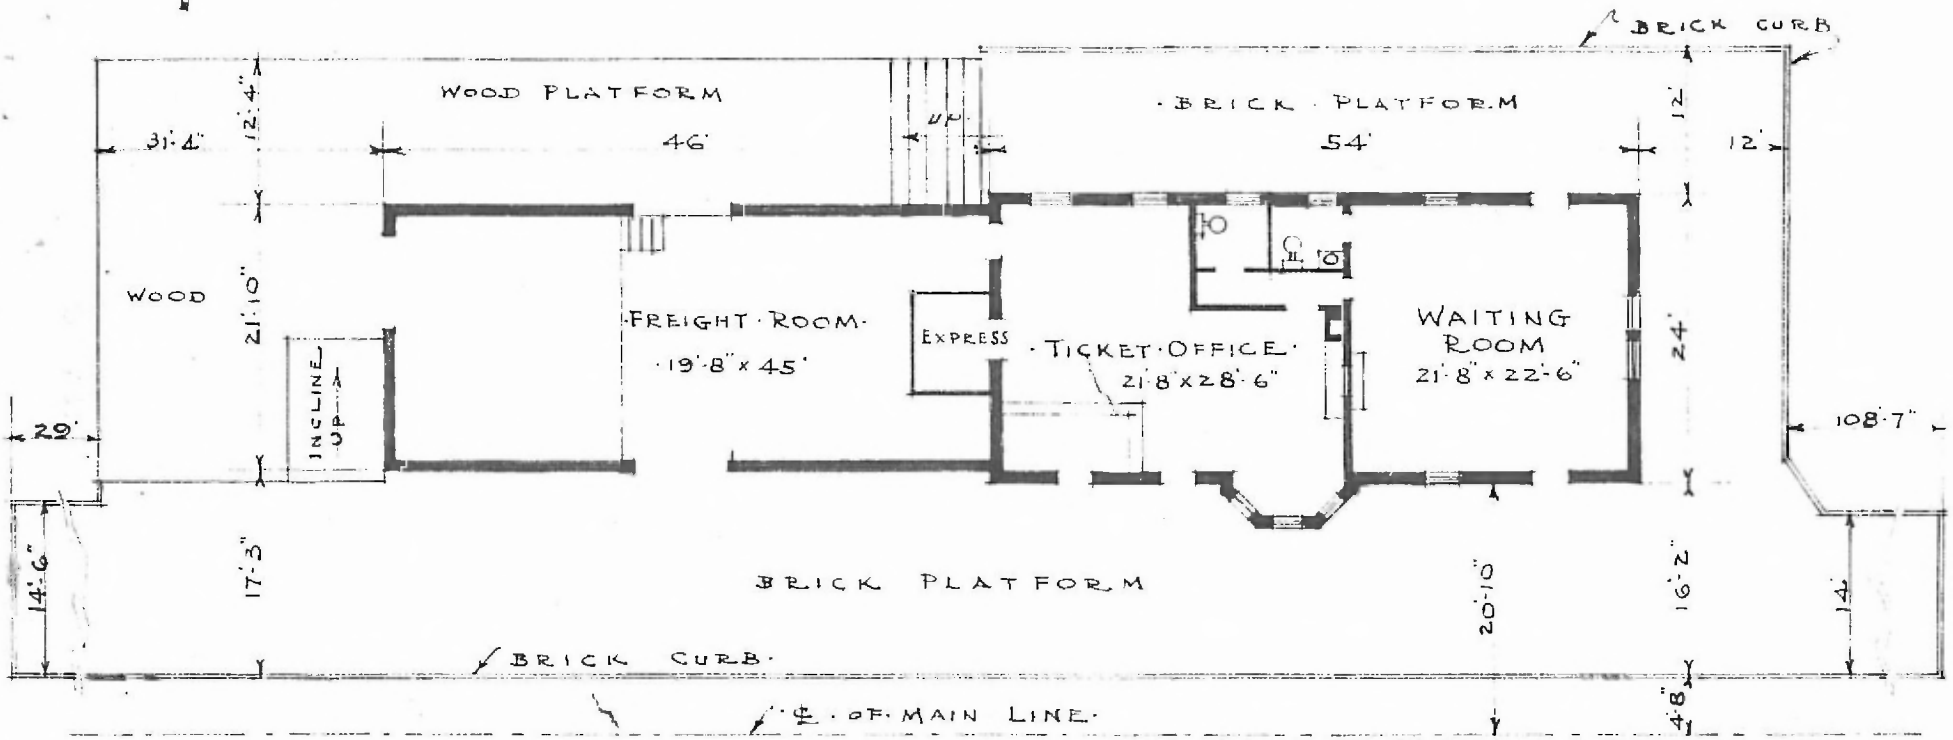 BRICK CURB
WOOD PLATFORM
BRICK PLATFORM
12'-4"
31'-4"
46'
UP
54'
12'
12'
WOOD
21'-10"
INCLINE
UP
FREIGHT ROOM
19'-8" x 45'
EXPRESS
TICKET OFFICE
21'-8" x 28'-6"
WAITING
ROOM
21'-8" x 22'-6"
24'
29'
108'-7"
14'-6"
17'-3"
BRICK PLATFORM
20'-10"
16'-2"
14'
BRICK CURB
℄ OF MAIN LINE
4'-8"